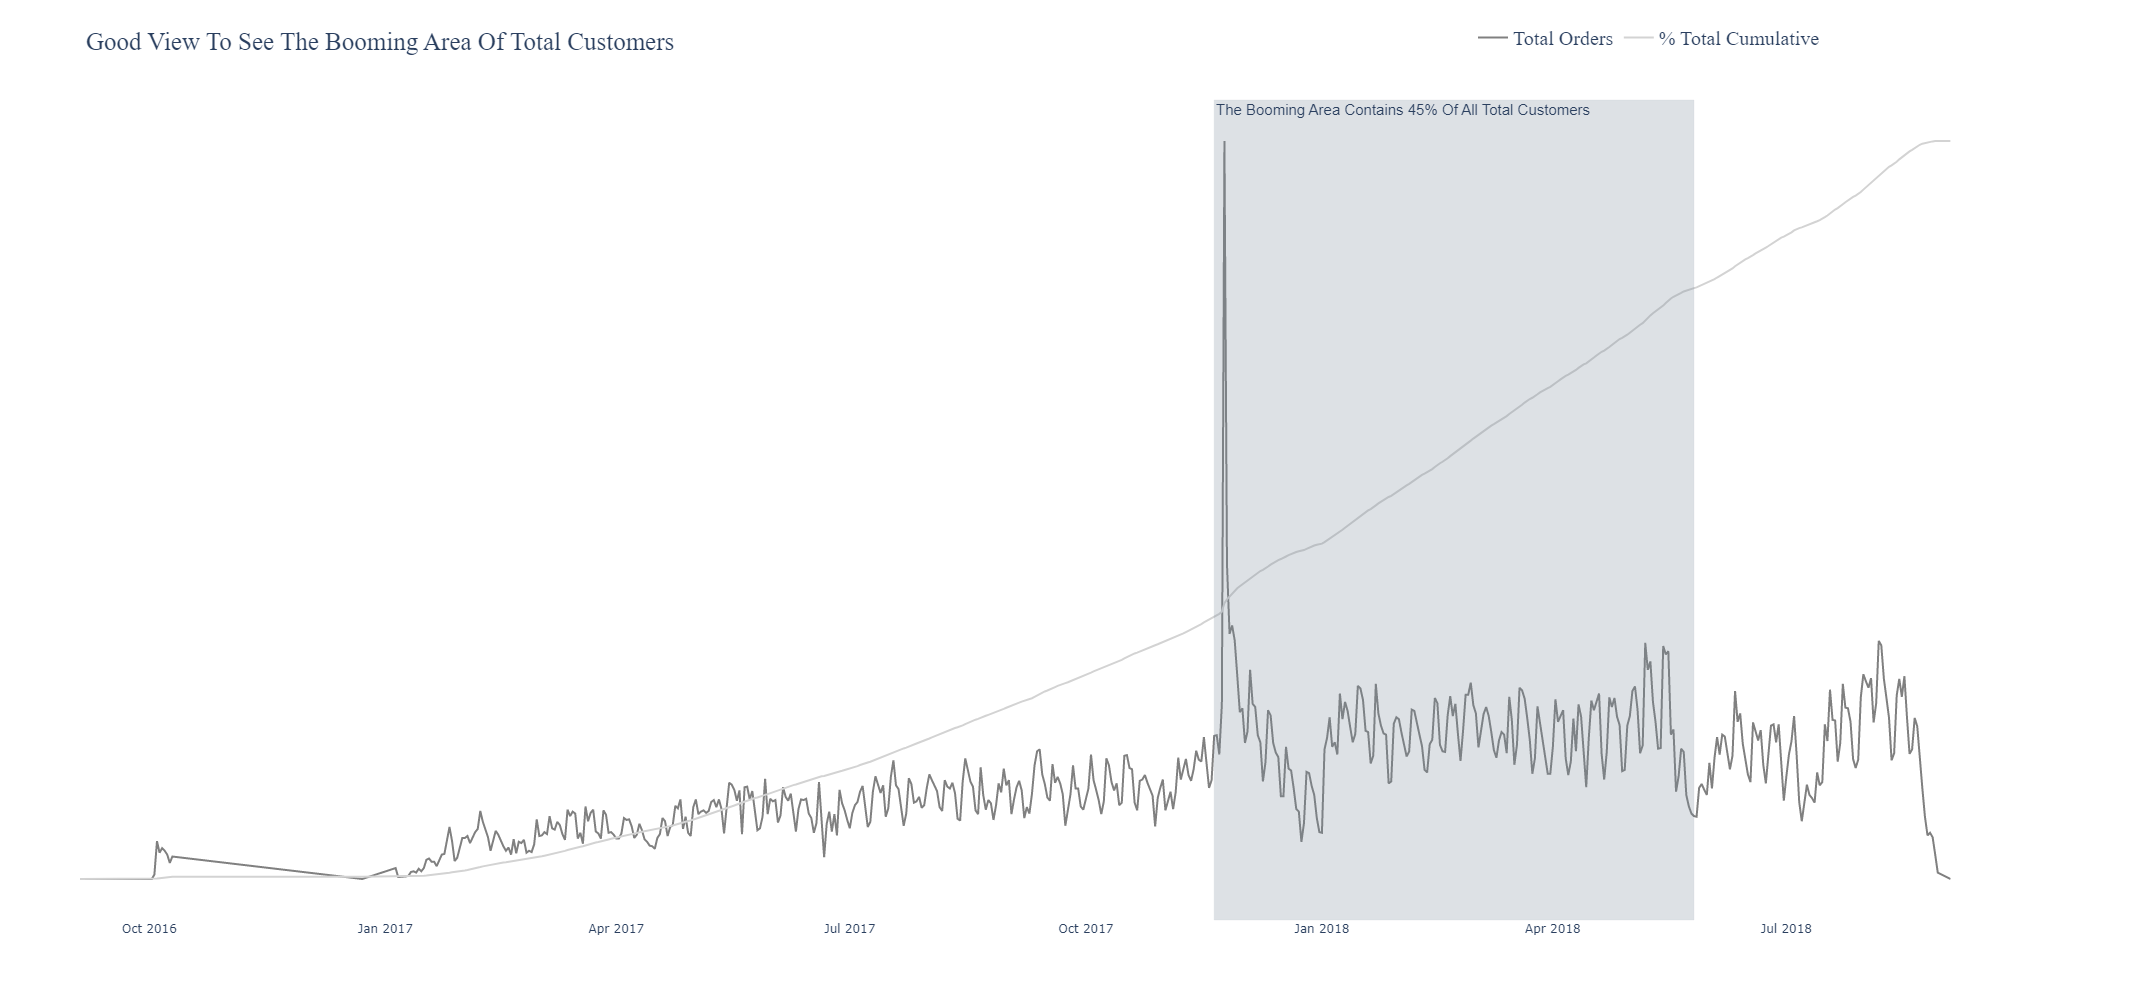 Good View To See The Booming Area Of Total Customers
Total Orders
% Total Cumulative
The Booming Area Contains 45% Of All Total Customers
Oct 2016
Jan 2017
Apr 2017
Jul 2017
Oct 2017
Jan 2018
Apr 2018
Jul 2018